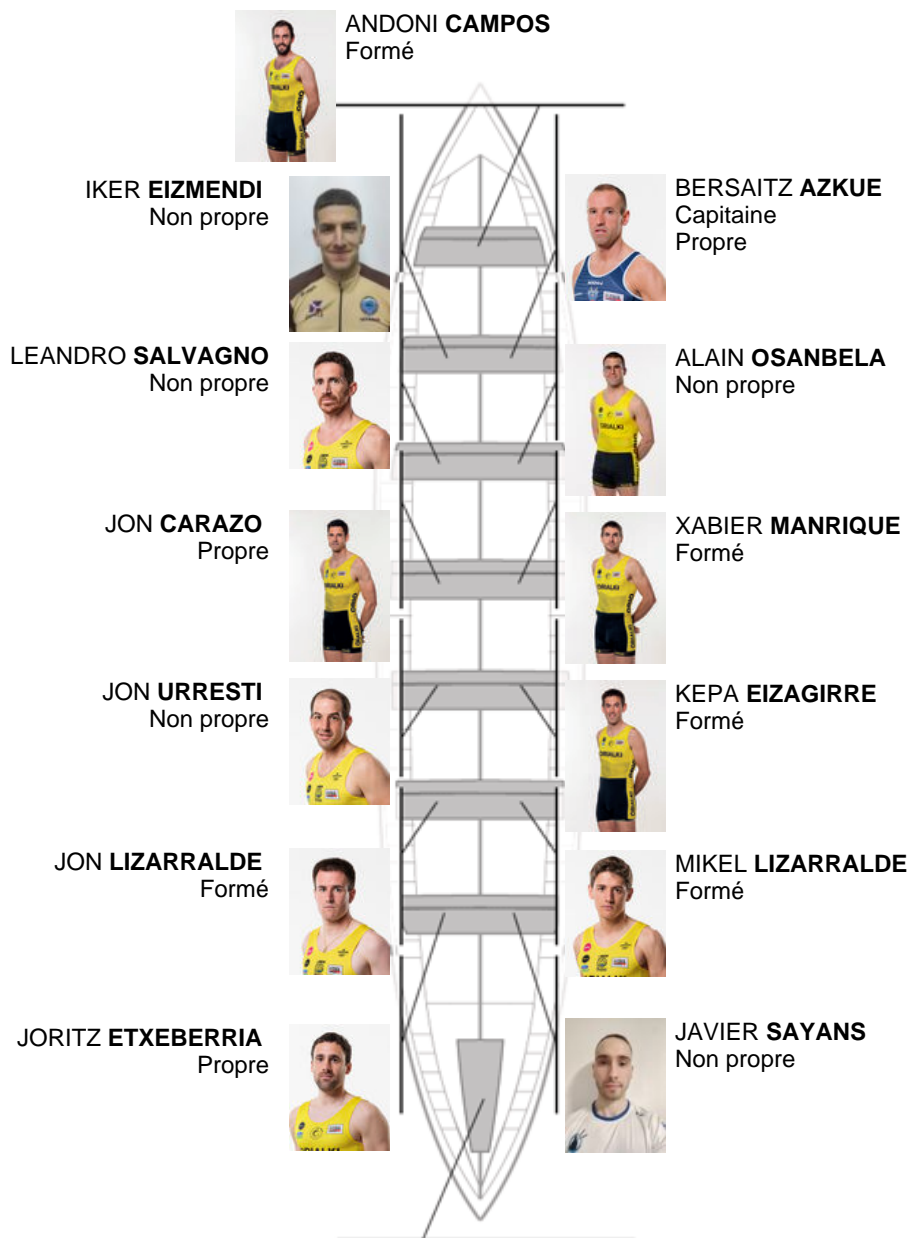 ANDONI CAMPOS
Formé
IKER EIZMENDI
Non propre
BERSAITZ AZKUE
Capitaine
Propre
LEANDRO SALVAGNO
Non propre
ALAIN OSANBELA
Non propre
JON CARAZO
Propre
XABIER MANRIQUE
Formé
JON URRESTI
Non propre
KEPA EIZAGIRRE
Formé
JON LIZARRALDE
Formé
MIKEL LIZARRALDE
Formé
JORITZ ETXEBERRIA
Propre
JAVIER SAYANS
Non propre